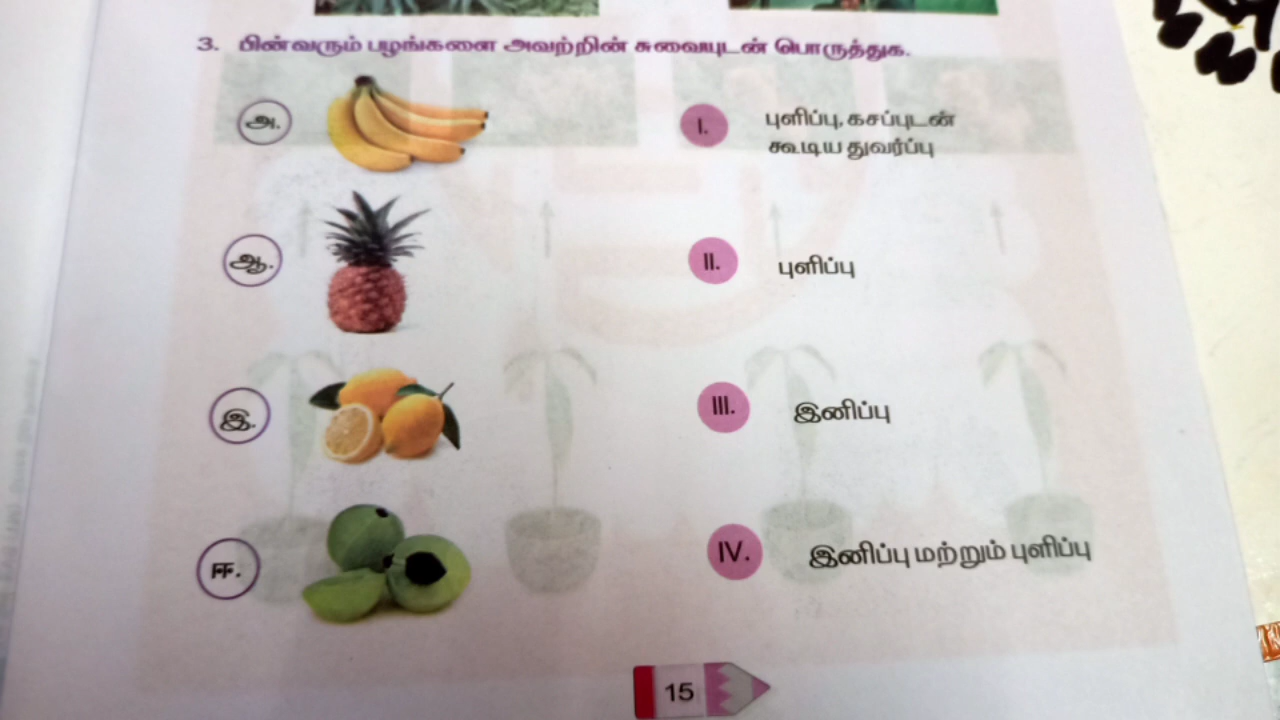 3. பின்வரும் பழங்களை அவற்றின் சுவையுடன் பொருத்துக.
அ.
I. புளிப்பு, கசப்புடன்
கூடிய துவர்ப்பு
ஆ.
II. புளிப்பு
இ.
III. இனிப்பு
ஈ.
IV. இனிப்பு மற்றும் புளிப்பு
15